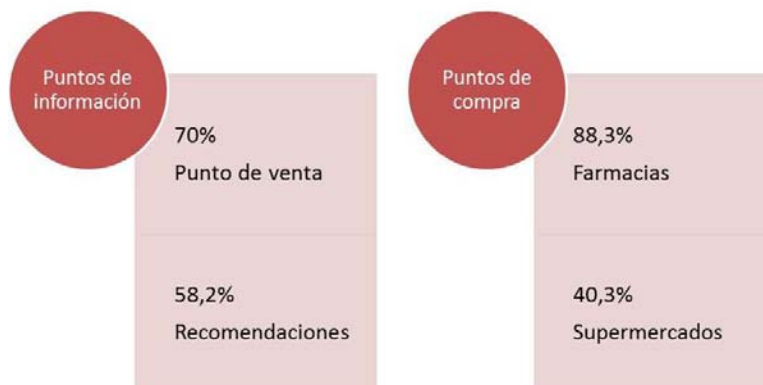 Puntos de
información
70%
Punto de venta
58,2%
Recomendaciones
Puntos de
compra
88,3%
Farmacias
40,3%
Supermercados